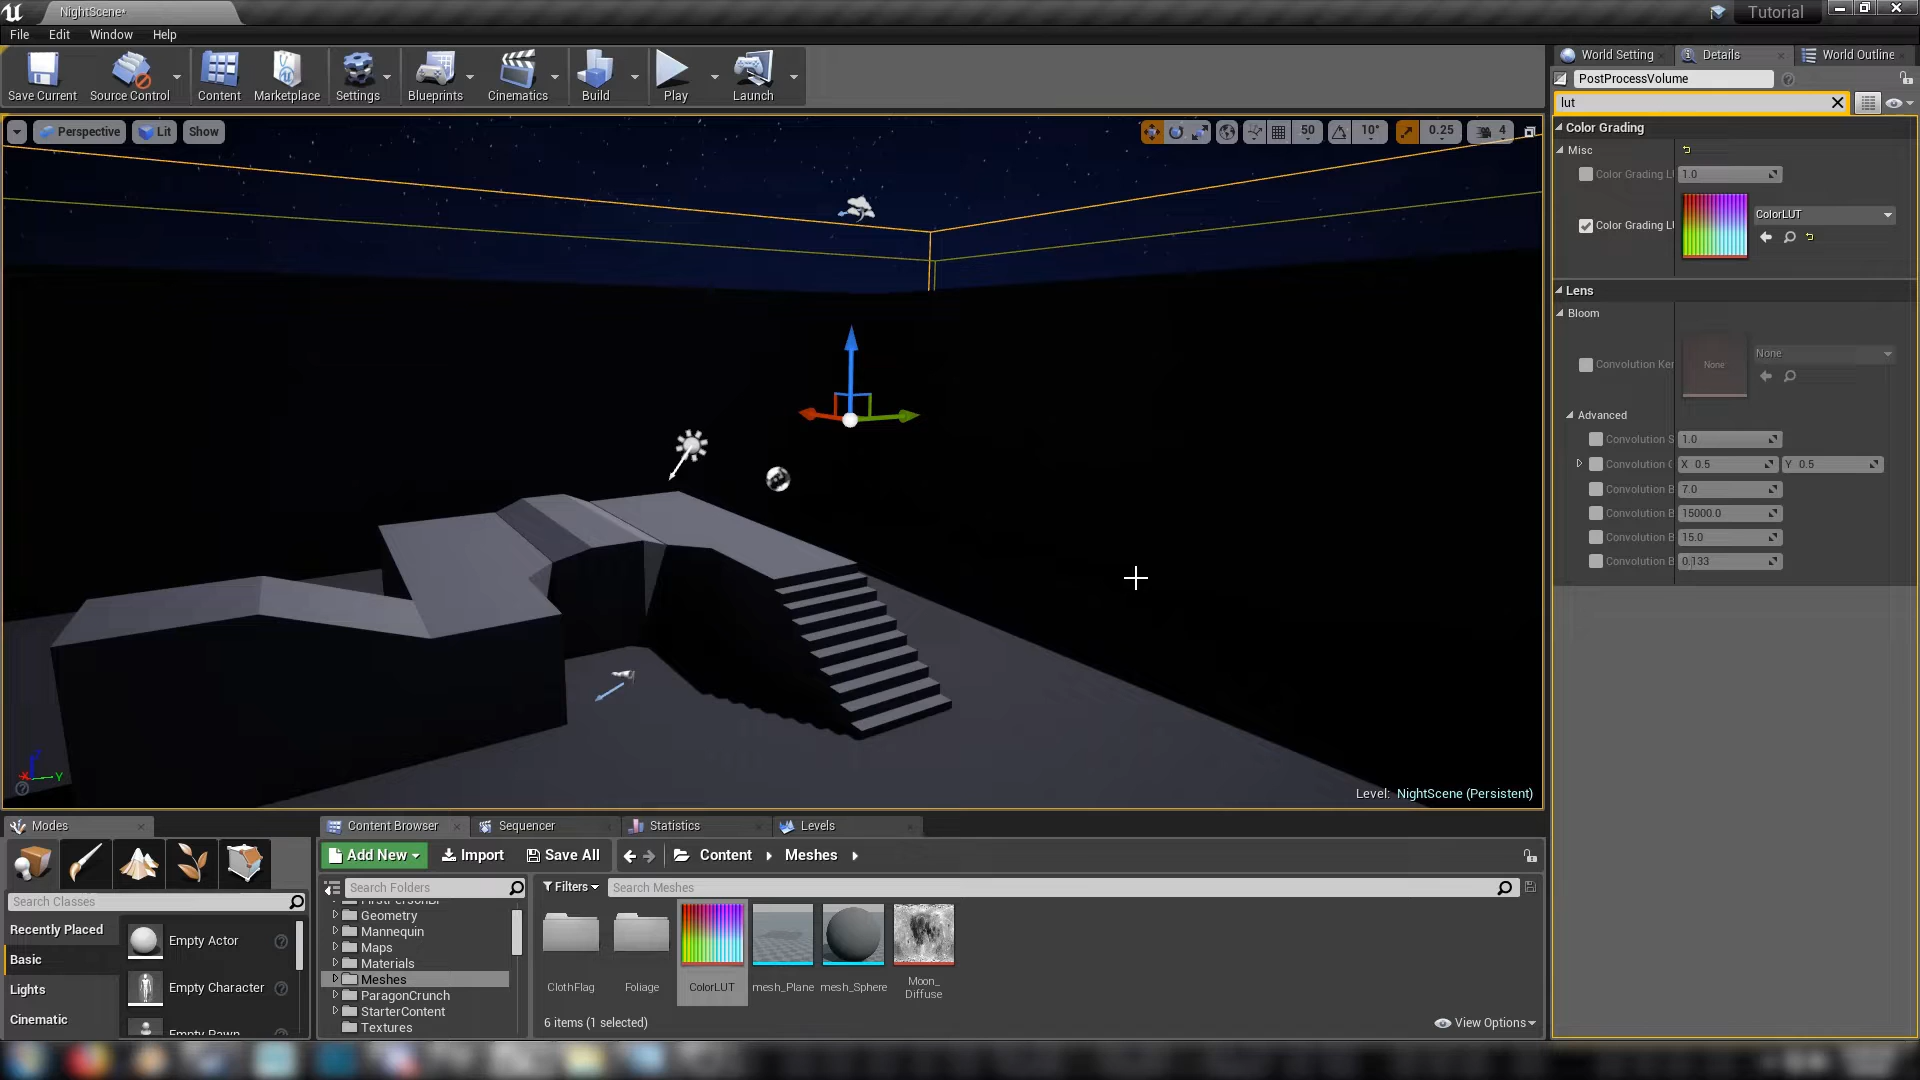 NightScene*
Tutorial
File Edit Window Help
Save Current Source Control Content Marketplace Settings Blueprints Cinematics Build Play Launch
Perspective Lit Show
50 10° 0.25 4
Level: NightScene (Persistent)
World Setting Details World Outline
PostProcessVolume
lut
Color Grading
Misc
Color Grading LU 1.0
Color Grading LU ColorLUT
Lens
Bloom
Convolution Ker None None
Advanced
Convolution S 1.0
Convolution C X 0.5 Y 0.5
Convolution B 7.0
Convolution B 15000.0
Convolution B 15.0
Convolution B 0.133
Modes
Search Classes
Recently Placed
Basic
Lights
Cinematic
Empty Actor
Empty Character
Empty Pawn
Content Browser Sequencer Statistics Levels
Add New Import Save All Content Meshes
Search Folders
Geometry
Mannequin
Maps
Materials
Meshes
ParagonCrunch
StarterContent
Textures
Filters Search Meshes
ClothFlag Foliage ColorLUT mesh_Plane mesh_Sphere Moon_
Diffuse
6 items (1 selected) View Options